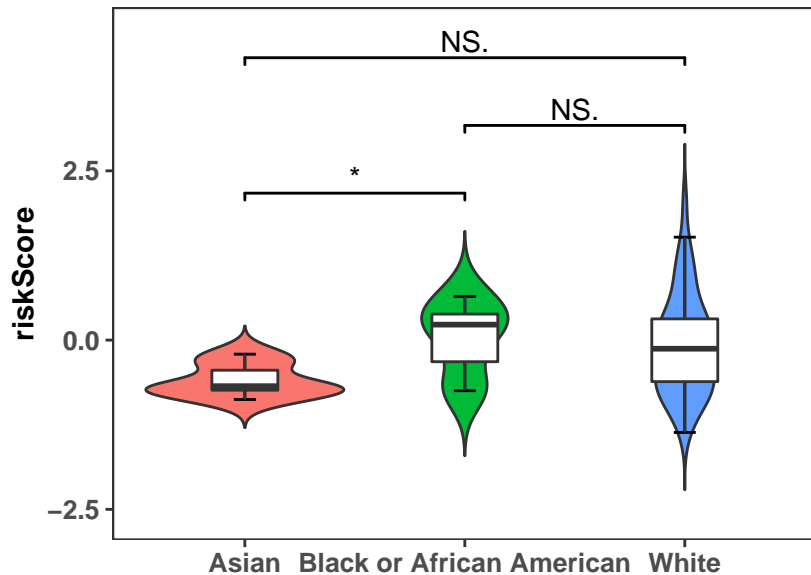 NS.
NS.
*
riskScore
2.5
0.0
−2.5
Asian Black or African American White